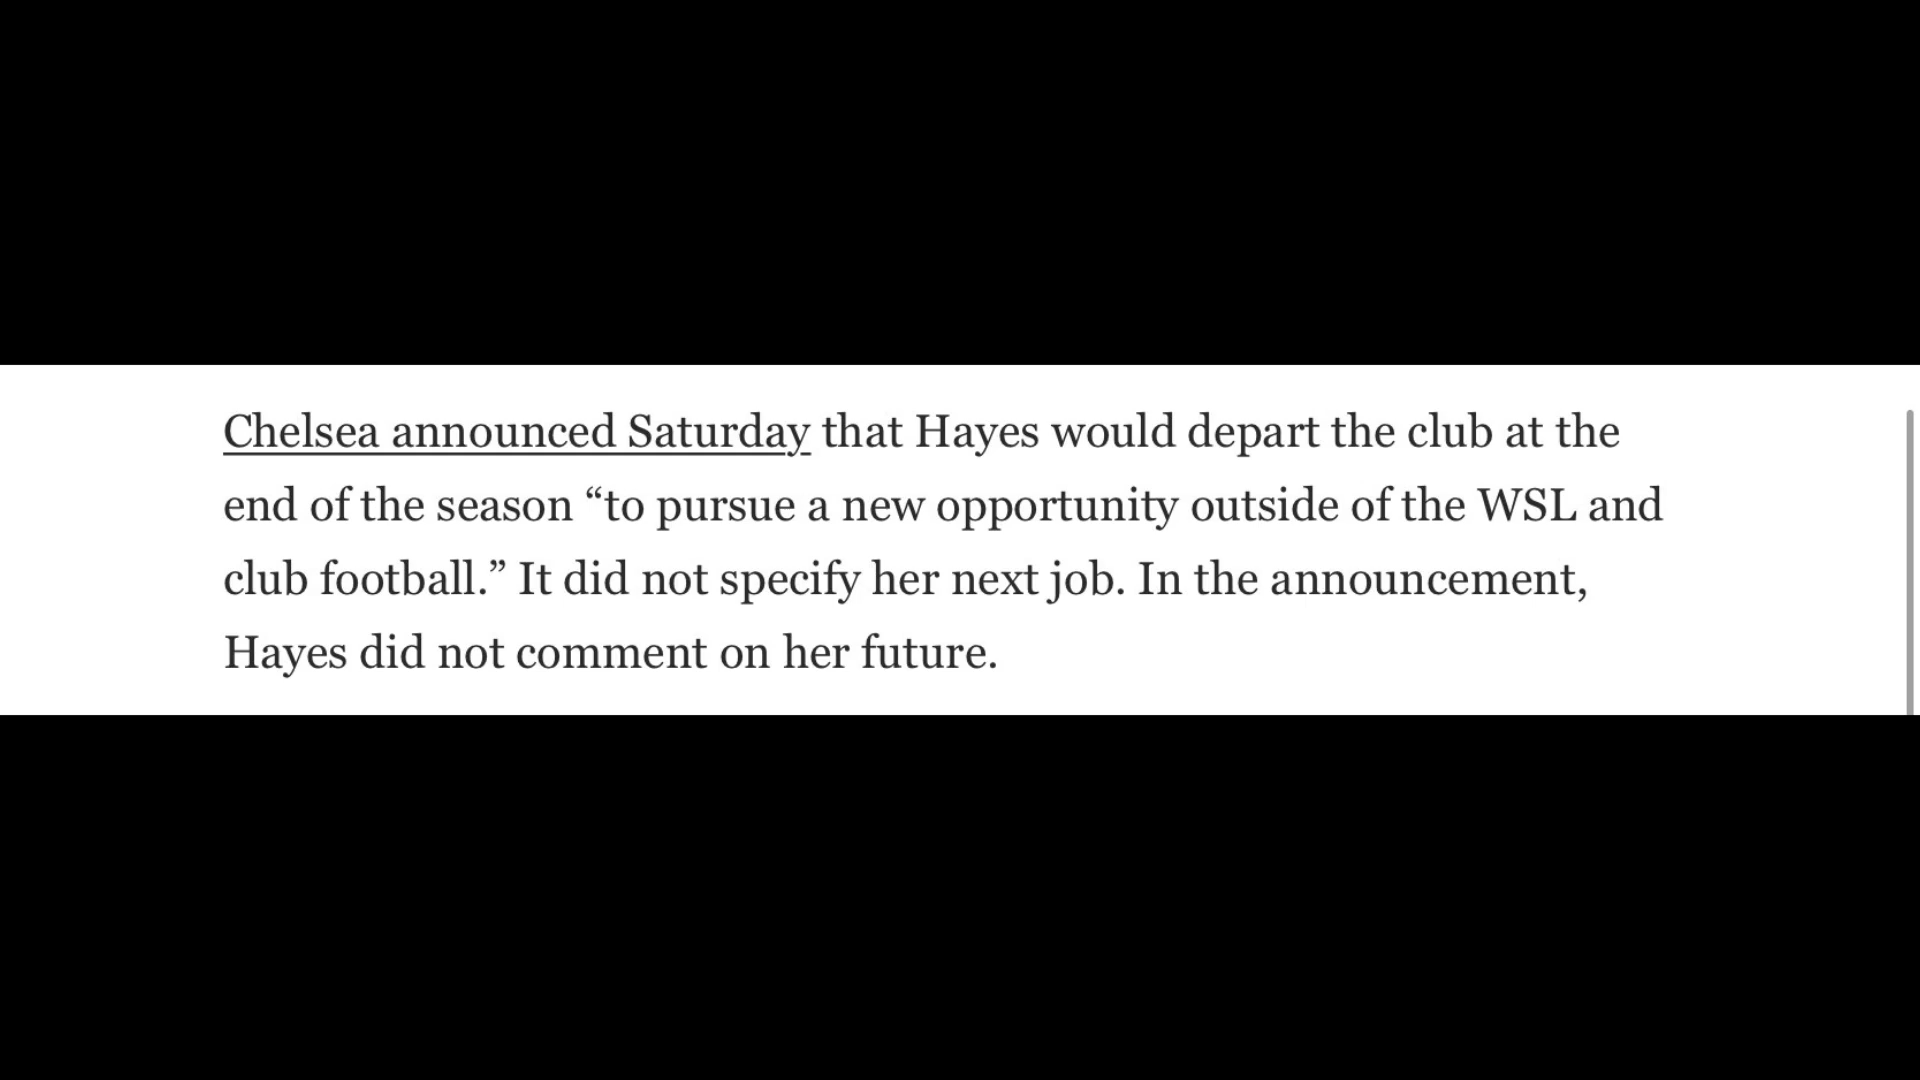 Chelsea announced Saturday that Hayes would depart the club at the
end of the season “to pursue a new opportunity outside of the WSL and
club football.” It did not specify her next job. In the announcement,
Hayes did not comment on her future.